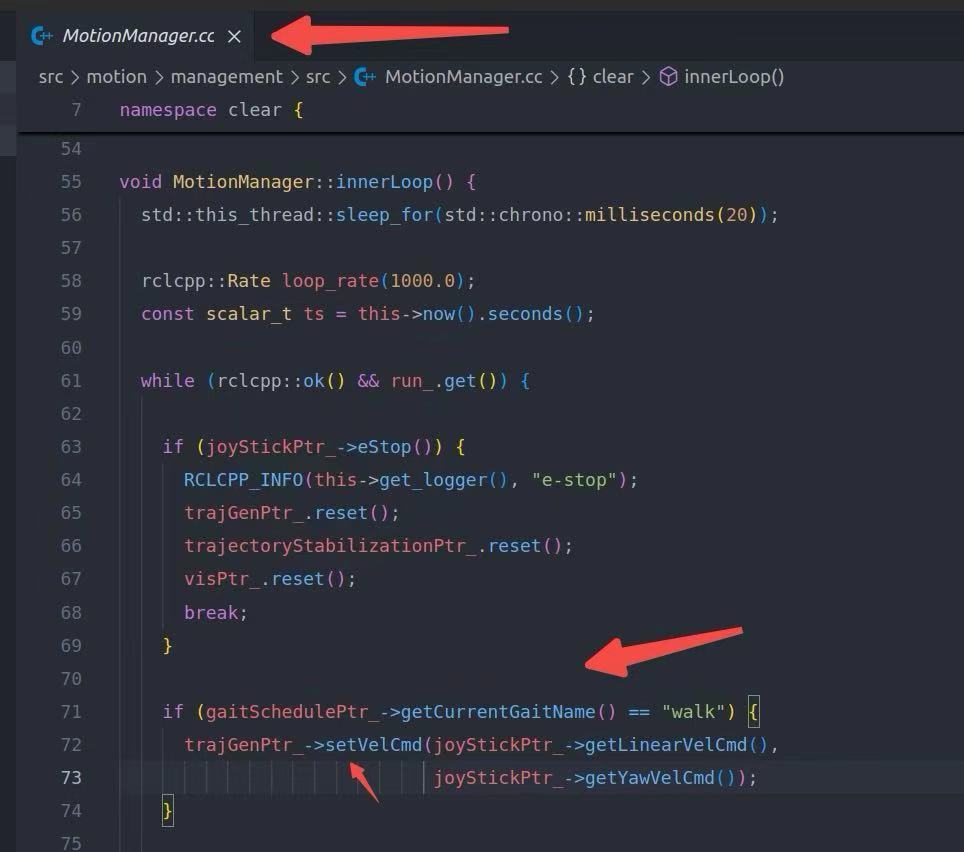 MotionManager.cc ×
src > motion > management > src > MotionManager.cc > {} clear > innerLoop()
7 namespace clear {
54
55 void MotionManager::innerLoop() {
56 std::this_thread::sleep_for(std::chrono::milliseconds(20));
57
58 rclcpp::Rate loop_rate(1000.0);
59 const scalar_t ts = this->now().seconds();
60
61 while (rclcpp::ok() && run_.get()) {
62
63 if (joyStickPtr_->eStop()) {
64 RCLCPP_INFO(this->get_logger(), "e-stop");
65 trajGenPtr_.reset();
66 trajectoryStabilizationPtr_.reset();
67 visPtr_.reset();
68 break;
69 }
70
71 if (gaitSchedulePtr_->getCurrentGaitName() == "walk") {
72 trajGenPtr_->setVelCmd(joyStickPtr_->getLinearVelCmd(),
73 joyStickPtr_->getYawVelCmd());
74 }
75